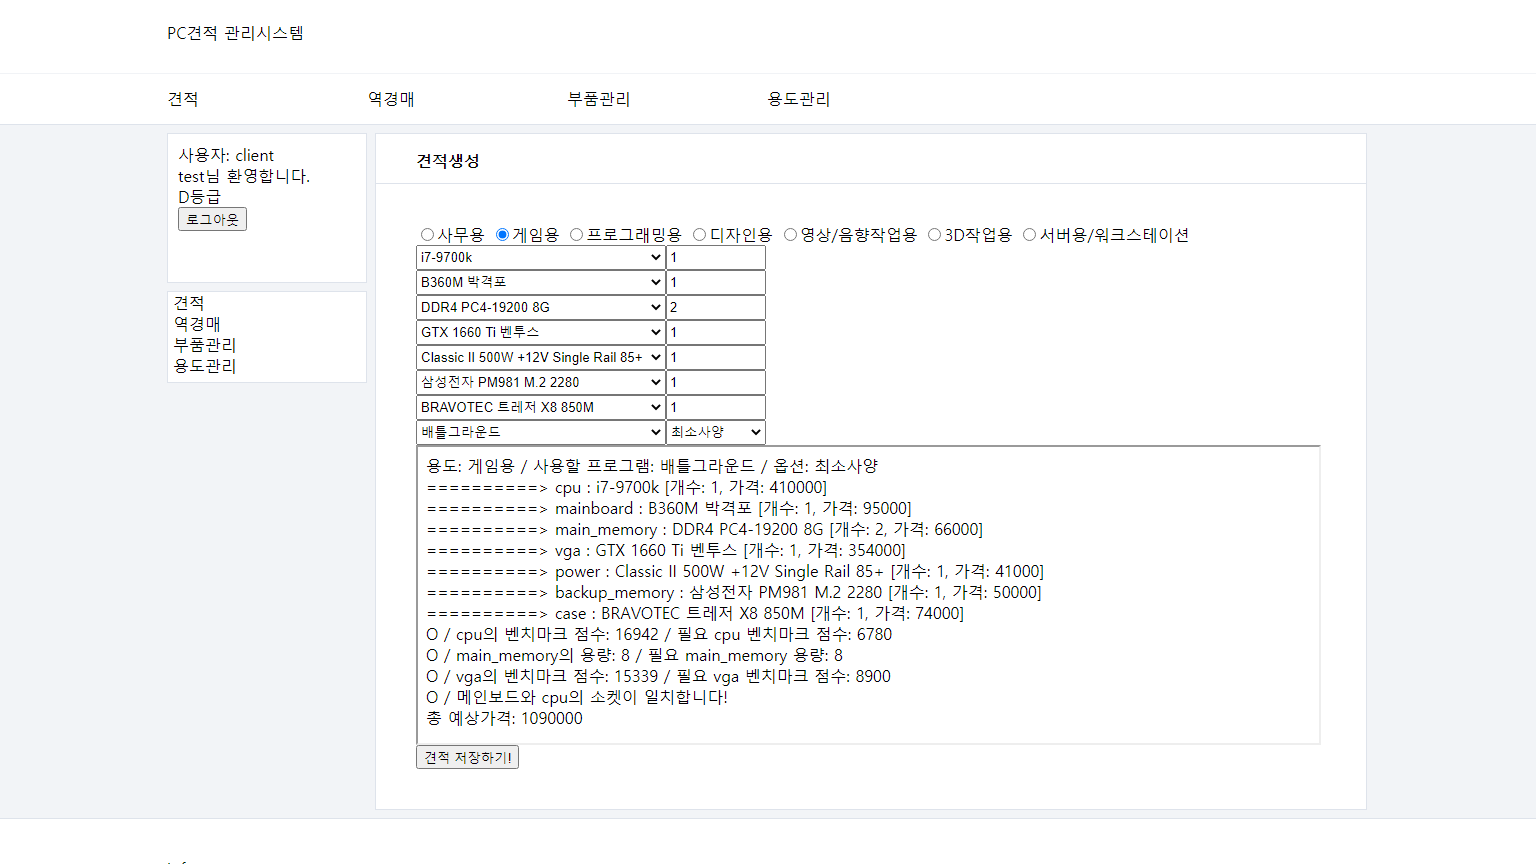 PC견적 관리시스템
견적 역경매 부품관리 용도관리
사용자: client
test님 환영합니다.
D등급
로그아웃
견적
역경매
부품관리
용도관리
견적생성
사무용 게임용 프로그래밍용 디자인용 영상/음향작업용 3D작업용 서버용/워크스테이션
i7-9700k 1
B360M 박격포 1
DDR4 PC4-19200 8G 2
GTX 1660 Ti 벤투스 1
Classic II 500W +12V Single Rail 85+ 1
삼성전자 PM981 M.2 2280 1
BRAVOTEC 트레저 X8 850M 1
배틀그라운드 최소사양
용도: 게임용 / 사용할 프로그램: 배틀그라운드 / 옵션: 최소사양
==========> cpu : i7-9700k [개수: 1, 가격: 410000]
==========> mainboard : B360M 박격포 [개수: 1, 가격: 95000]
==========> main_memory : DDR4 PC4-19200 8G [개수: 2, 가격: 66000]
==========> vga : GTX 1660 Ti 벤투스 [개수: 1, 가격: 354000]
==========> power : Classic II 500W +12V Single Rail 85+ [개수: 1, 가격: 41000]
==========> backup_memory : 삼성전자 PM981 M.2 2280 [개수: 1, 가격: 50000]
==========> case : BRAVOTEC 트레저 X8 850M [개수: 1, 가격: 74000]
O / cpu의 벤치마크 점수: 16942 / 필요 cpu 벤치마크 점수: 6780
O / main_memory의 용량: 8 / 필요 main_memory 용량: 8
O / vga의 벤치마크 점수: 15339 / 필요 vga 벤치마크 점수: 8900
O / 메인보드와 cpu의 소켓이 일치합니다!
총 예상가격: 1090000
견적 저장하기!